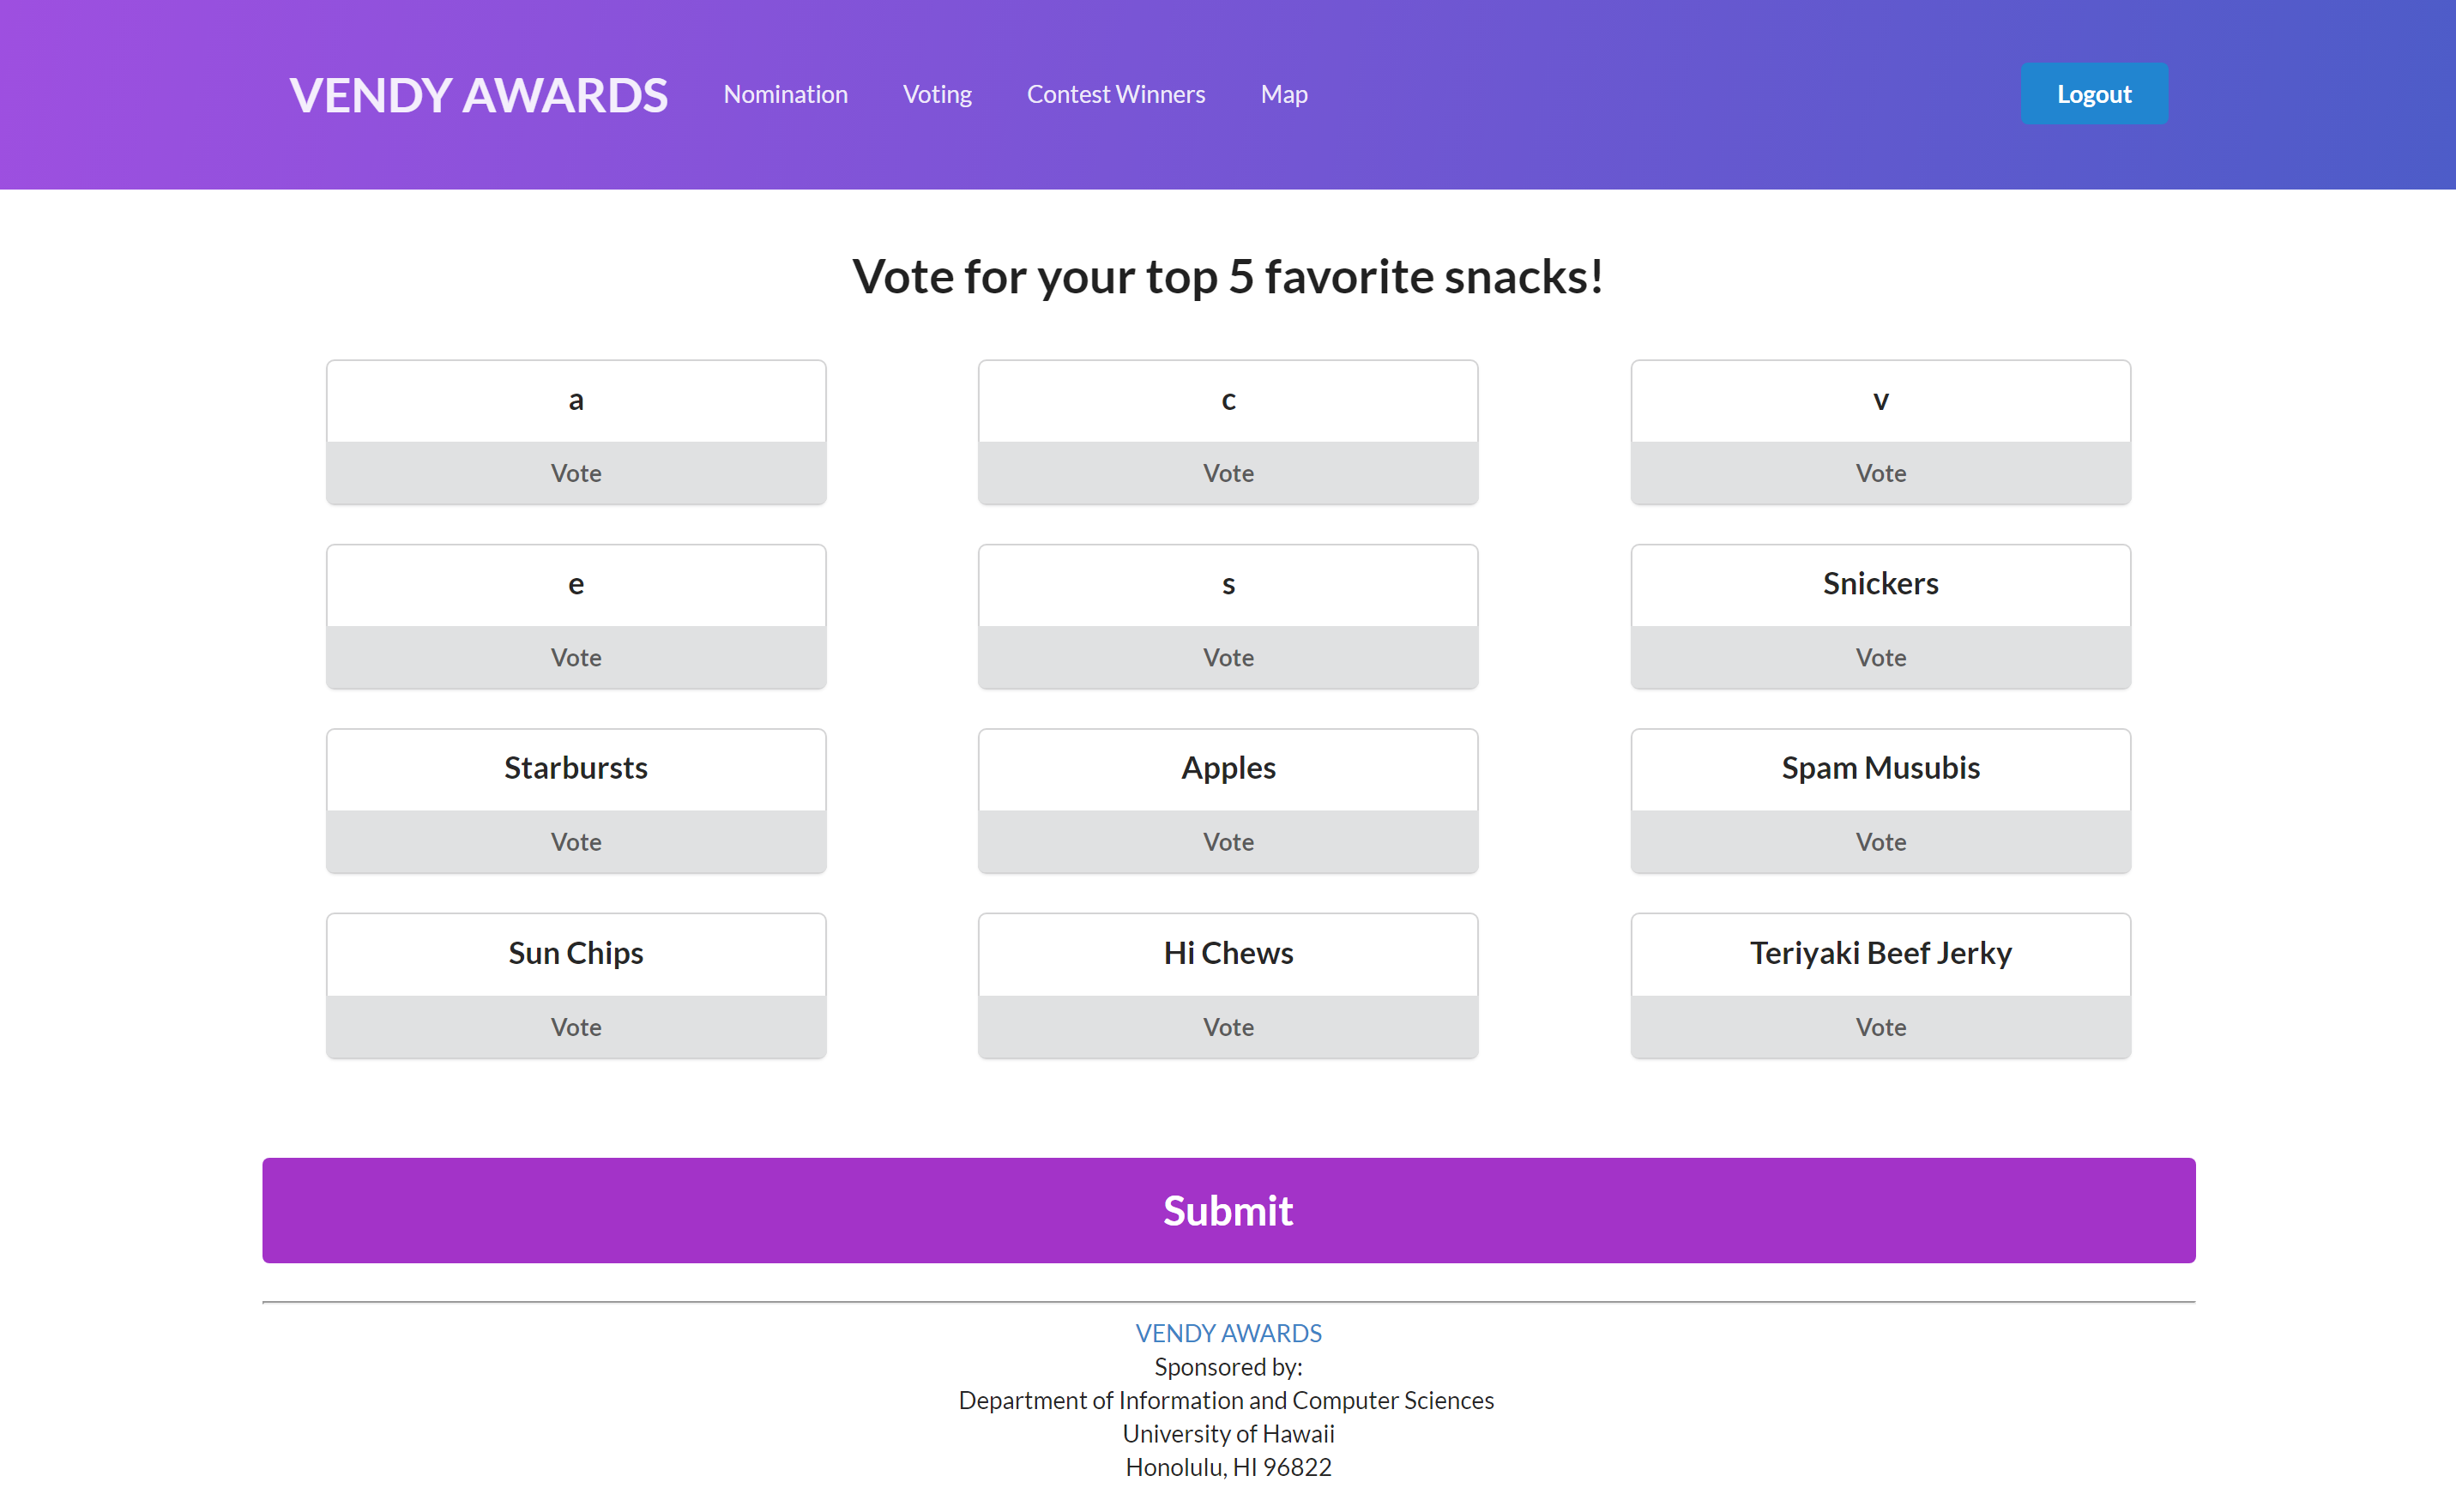 VENDY AWARDS Nomination Voting Contest Winners Map Logout
Vote for your top 5 favorite snacks!
a c v
Vote Vote Vote
e s Snickers
Vote Vote Vote
Starbursts Apples Spam Musubis
Vote Vote Vote
Sun Chips Hi Chews Teriyaki Beef Jerky
Vote Vote Vote
Submit
VENDY AWARDS
Sponsored by:
Department of Information and Computer Sciences
University of Hawaii
Honolulu, HI 96822